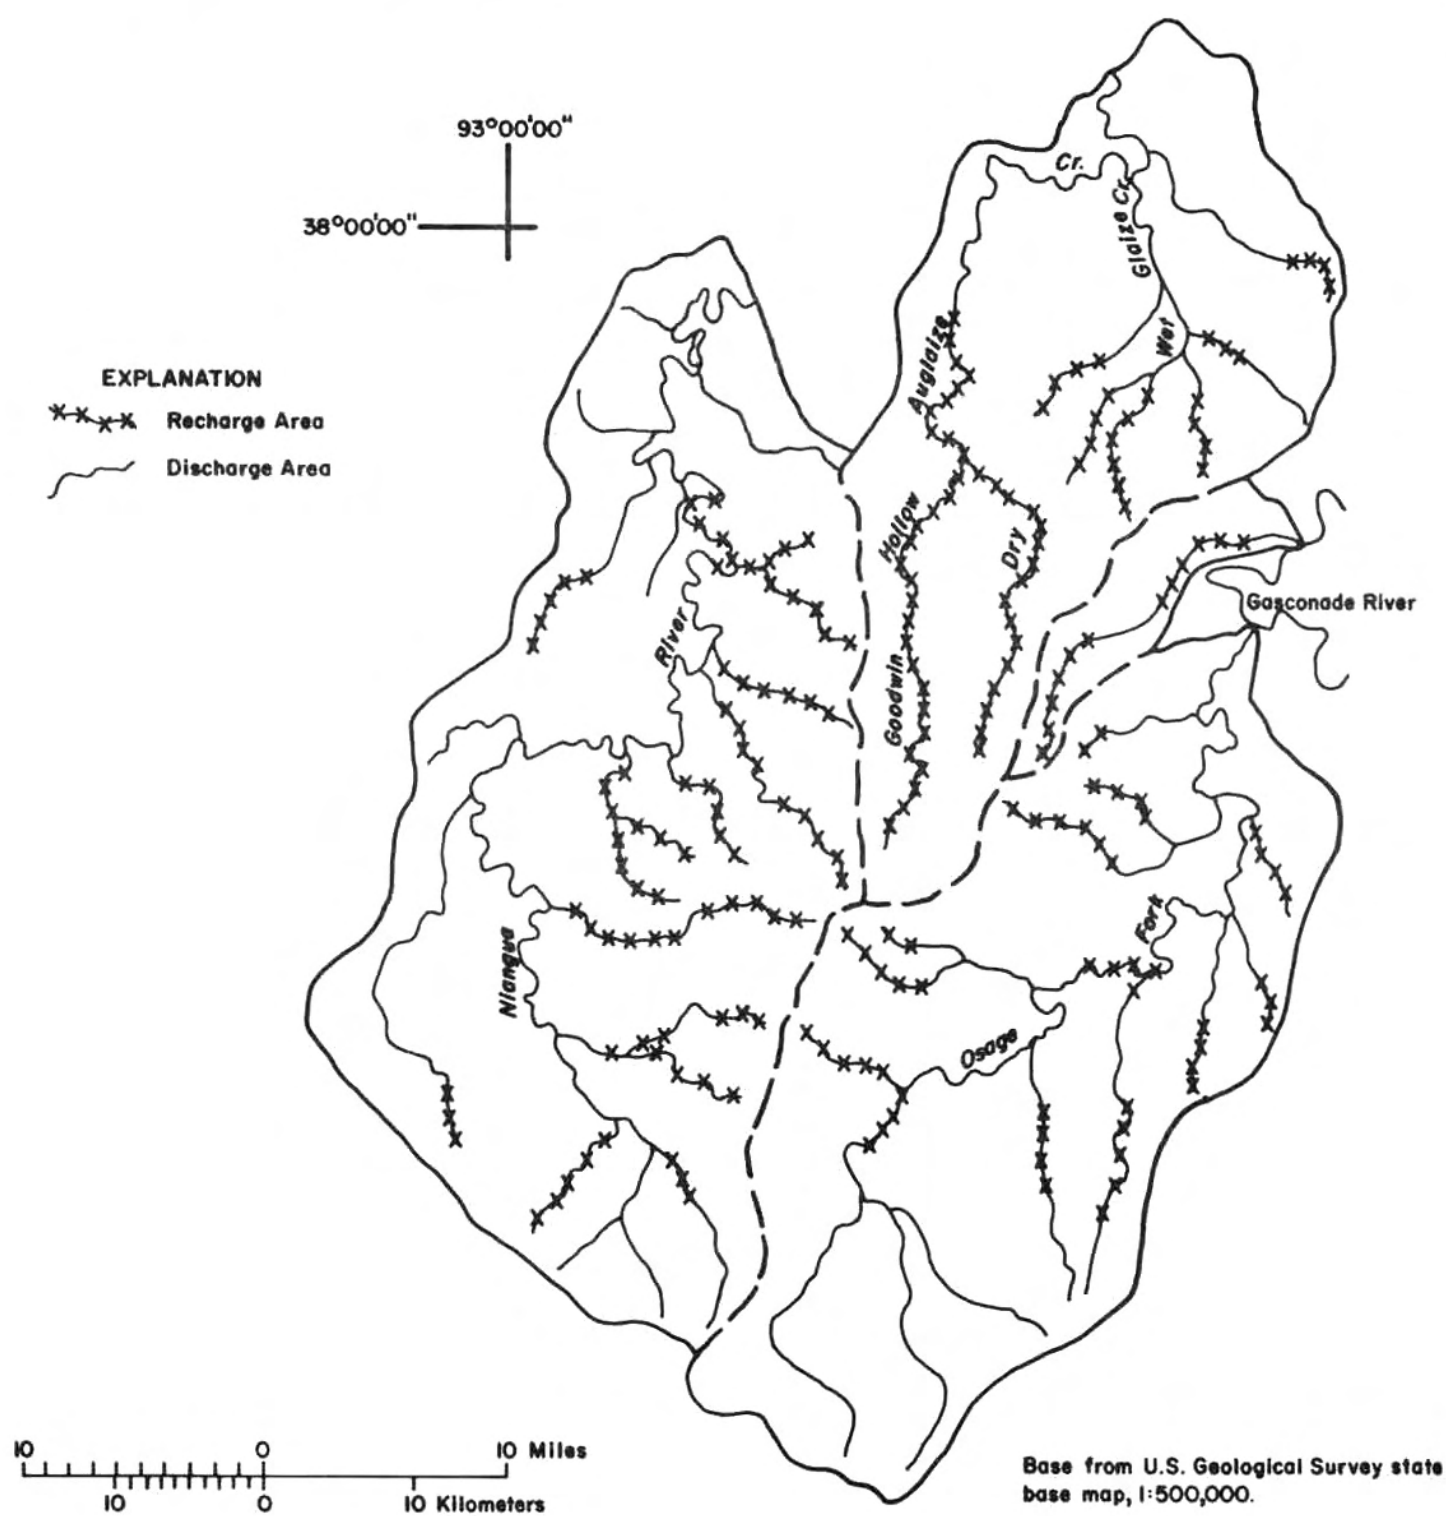 93°00'00"
38°00'00"
EXPLANATION
Recharge Area
Discharge Area
Cr.
Glaize Cr.
Wet
Auglaize
Hollow
Dry
Goodwin
River
Gasconade River
Niangua
Fork
Osage
10 0 10 Miles
10 0 10 Kilometers
Base from U.S. Geological Survey state
base map, 1:500,000.